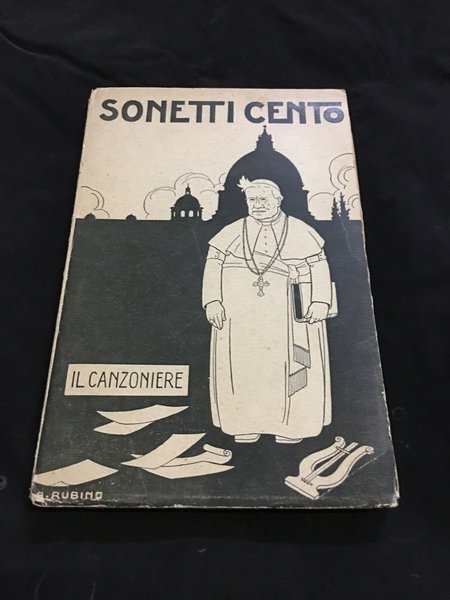 SONETTI CENTO
IL CANZONIERE
A. RUBINO